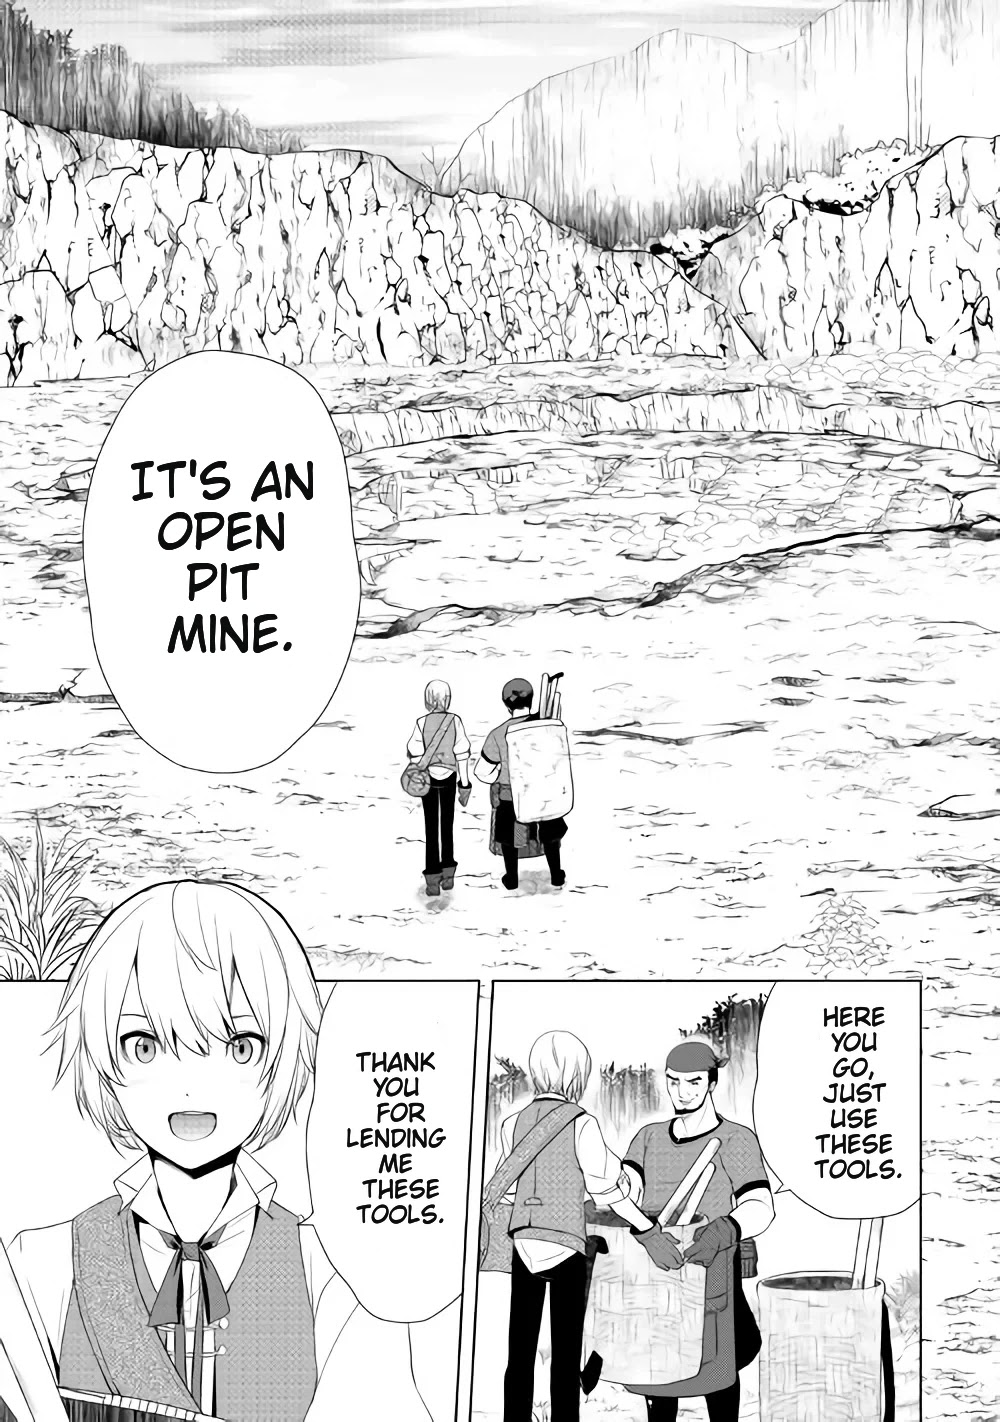 IT'S AN
OPEN
PIT
MINE.
HERE
YOU
GO,
JUST
USE
THESE
TOOLS.
THANK
YOU
FOR
LENDING
ME
THESE
TOOLS.